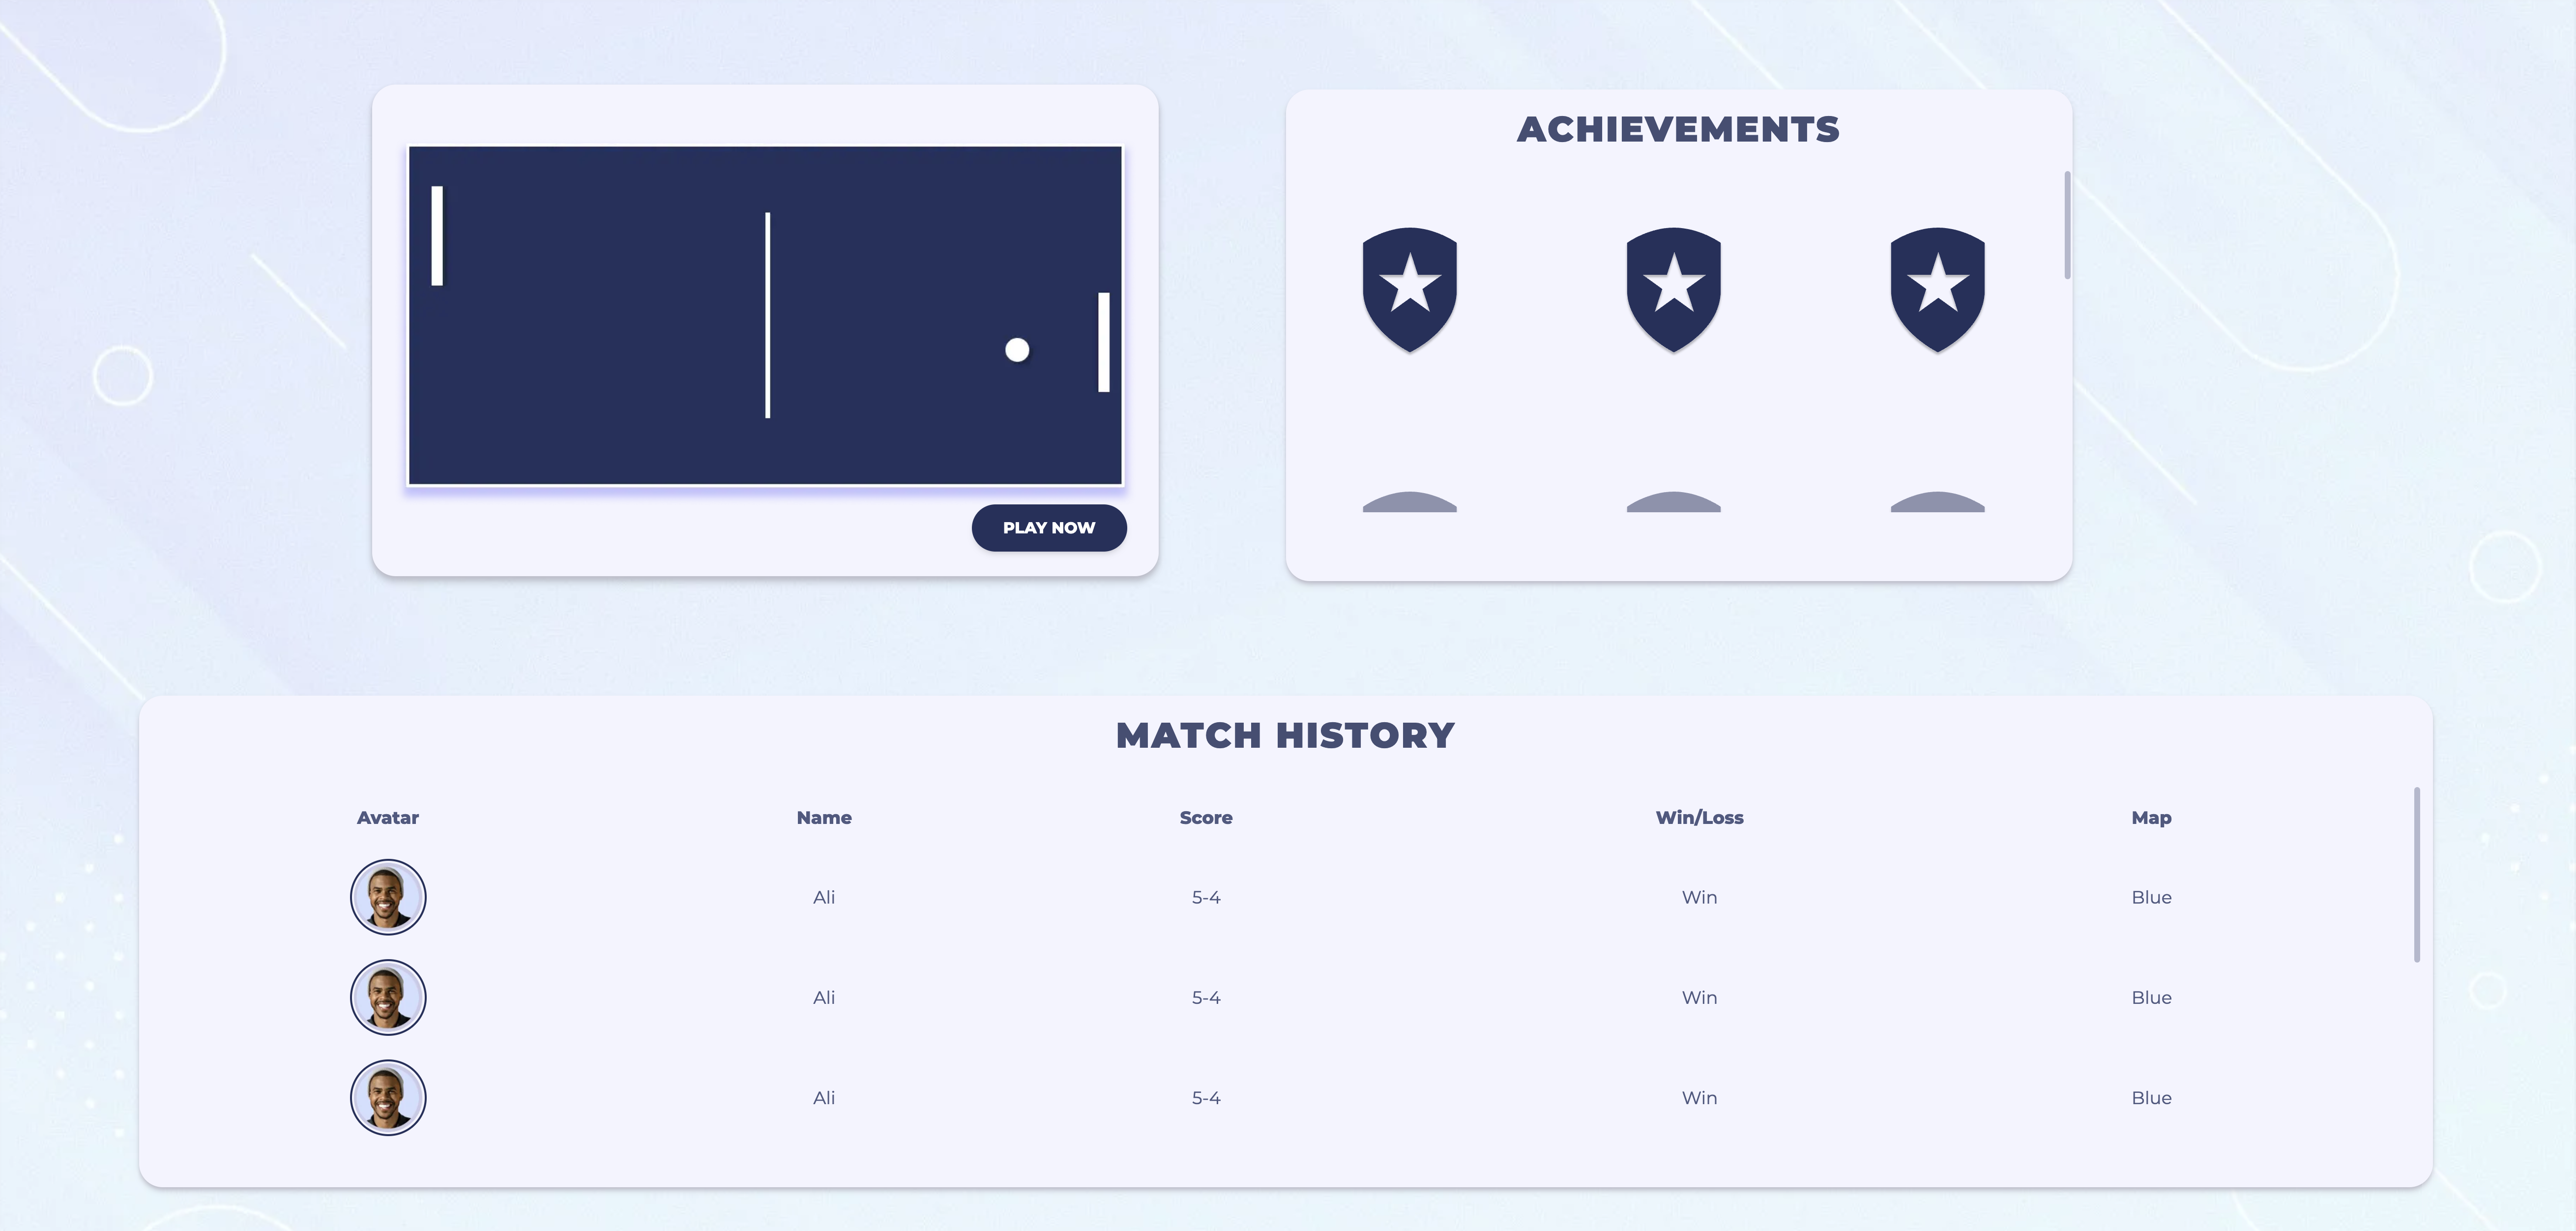 PLAY NOW
ACHIEVEMENTS
MATCH HISTORY
Avatar Name Score Win/Loss Map
Ali 5-4 Win Blue
Ali 5-4 Win Blue
Ali 5-4 Win Blue